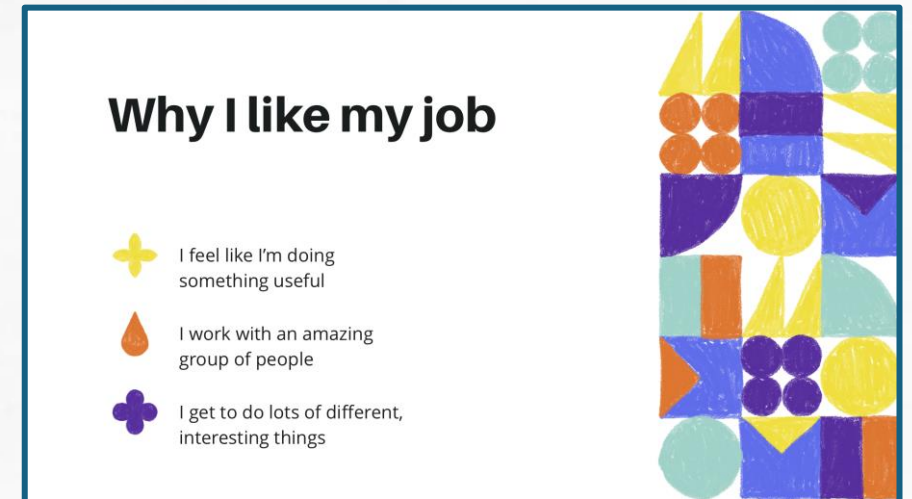 Why I like my job
I feel like I'm doing
something useful
I work with an amazing
group of people
I get to do lots of different,
interesting things